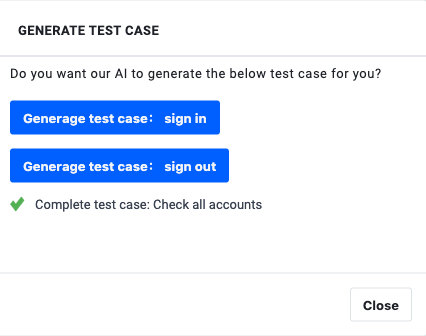 GENERATE TEST CASE
Do you want our AI to generate the below test case for you?
Generage test case： sign in
Generage test case： sign out
Complete test case: Check all accounts
Close